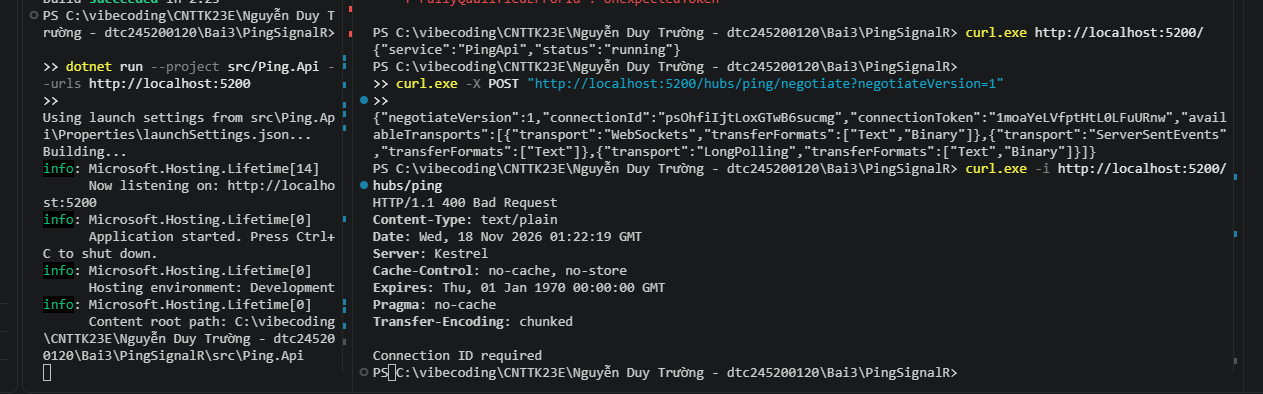 Build succeeded in 2.2s
PS C:\vibecoding\CNTTK23E\Nguyễn Duy T
rường - dtc245200120\Bai3\PingSignalR>
>> dotnet run --project src/Ping.Api -
-urls http://localhost:5200
>>
Using launch settings from src\Ping.Ap
i\Properties\launchSettings.json...
Building...
info: Microsoft.Hosting.Lifetime[14]
Now listening on: http://localho
st:5200
info: Microsoft.Hosting.Lifetime[0]
Application started. Press Ctrl+
C to shut down.
info: Microsoft.Hosting.Lifetime[0]
Hosting environment: Development
info: Microsoft.Hosting.Lifetime[0]
Content root path: C:\vibecoding
\CNTTK23E\Nguyễn Duy Trường - dtc24520
0120\Bai3\PingSignalR\src\Ping.Api
+ FullyQualifiedErrorId : UnexpectedToken
PS C:\vibecoding\CNTTK23E\Nguyễn Duy Trường - dtc245200120\Bai3\PingSignalR> curl.exe http://localhost:5200/
{"service":"PingApi","status":"running"}
PS C:\vibecoding\CNTTK23E\Nguyễn Duy Trường - dtc245200120\Bai3\PingSignalR>
>> curl.exe -X POST "http://localhost:5200/hubs/ping/negotiate?negotiateVersion=1"
>>
{"negotiateVersion":1,"connectionId":"psOhfiIjtLoxGTwB6sucmg","connectionToken":"1moaYeLVfptHtL0LFuURnw","avai
lableTransports":[{"transport":"WebSockets","transferFormats":["Text","Binary"]},{"transport":"ServerSentEvents"
,"transferFormats":["Text"]},{"transport":"LongPolling","transferFormats":["Text","Binary"]}]}
PS C:\vibecoding\CNTTK23E\Nguyễn Duy Trường - dtc245200120\Bai3\PingSignalR> curl.exe -i http://localhost:5200/
hubs/ping
HTTP/1.1 400 Bad Request
Content-Type: text/plain
Date: Wed, 18 Nov 2026 01:22:19 GMT
Server: Kestrel
Cache-Control: no-cache, no-store
Expires: Thu, 01 Jan 1970 00:00:00 GMT
Pragma: no-cache
Transfer-Encoding: chunked
Connection ID required
PS C:\vibecoding\CNTTK23E\Nguyễn Duy Trường - dtc245200120\Bai3\PingSignalR>